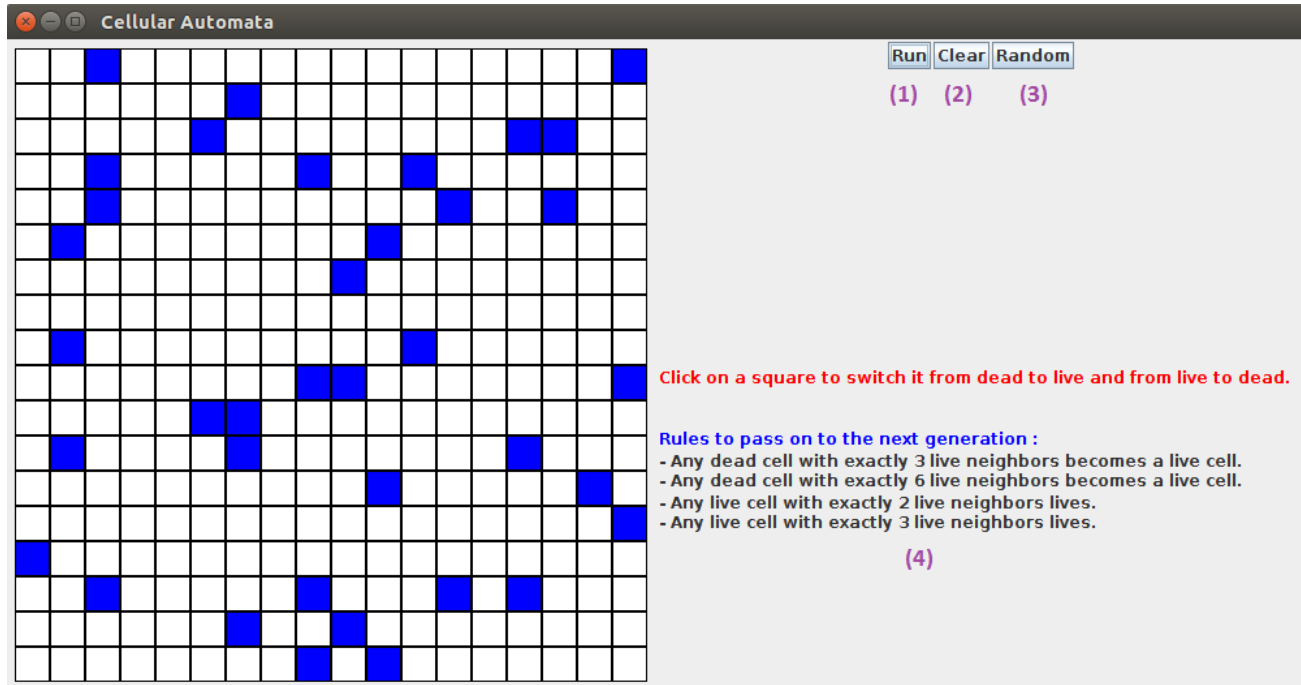 Cellular Automata
Run Clear Random
(1) (2) (3)
Click on a square to switch it from dead to live and from live to dead.
Rules to pass on to the next generation :
- Any dead cell with exactly 3 live neighbors becomes a live cell.
- Any dead cell with exactly 6 live neighbors becomes a live cell.
- Any live cell with exactly 2 live neighbors lives.
- Any live cell with exactly 3 live neighbors lives.
(4)